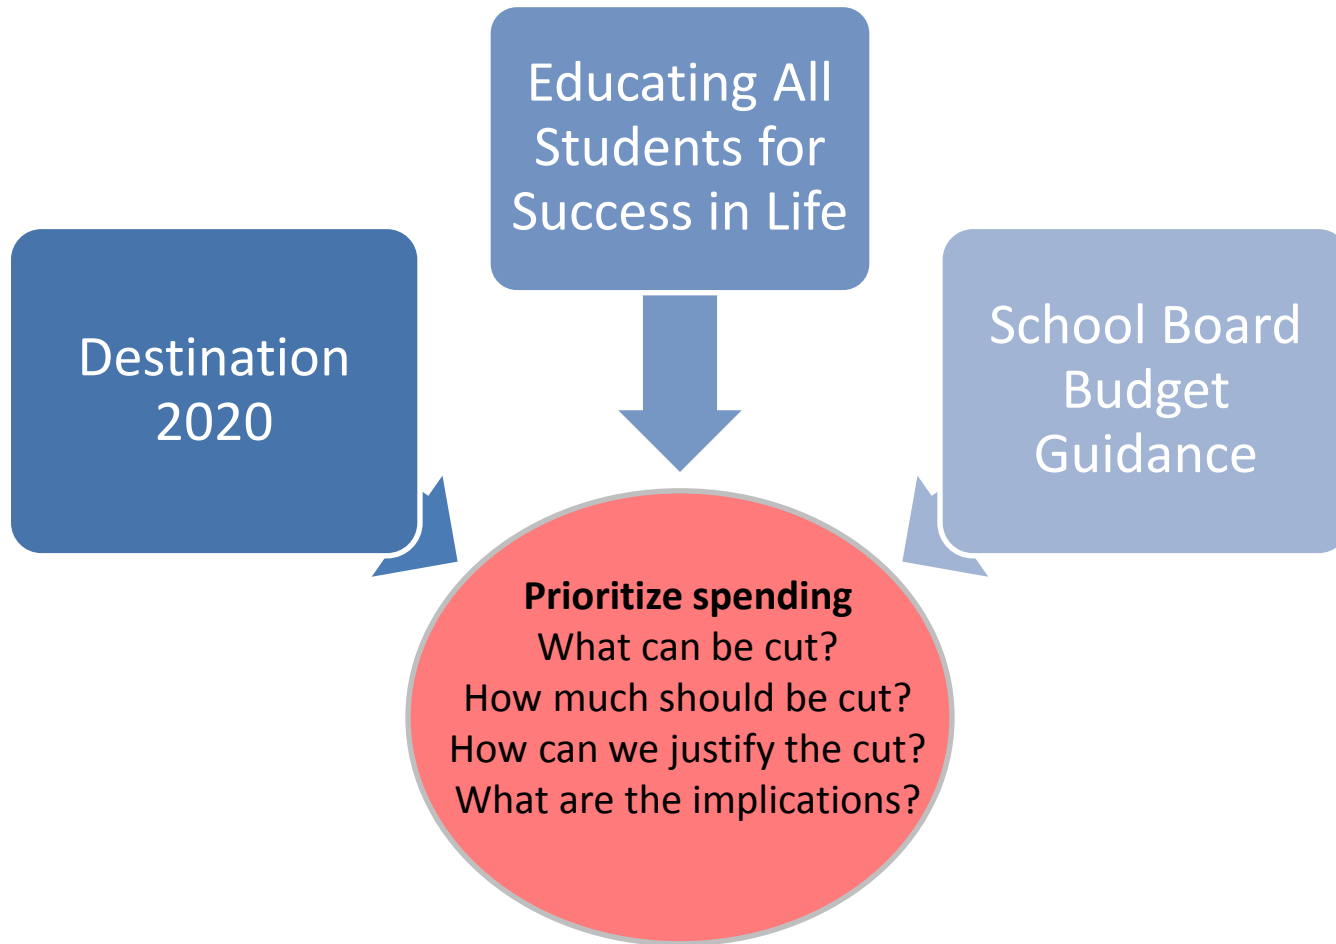 Educating All
Students for
Success in Life
Destination
2020
School Board
Budget
Guidance
Prioritize spending
What can be cut?
How much should be cut?
How can we justify the cut?
What are the implications?